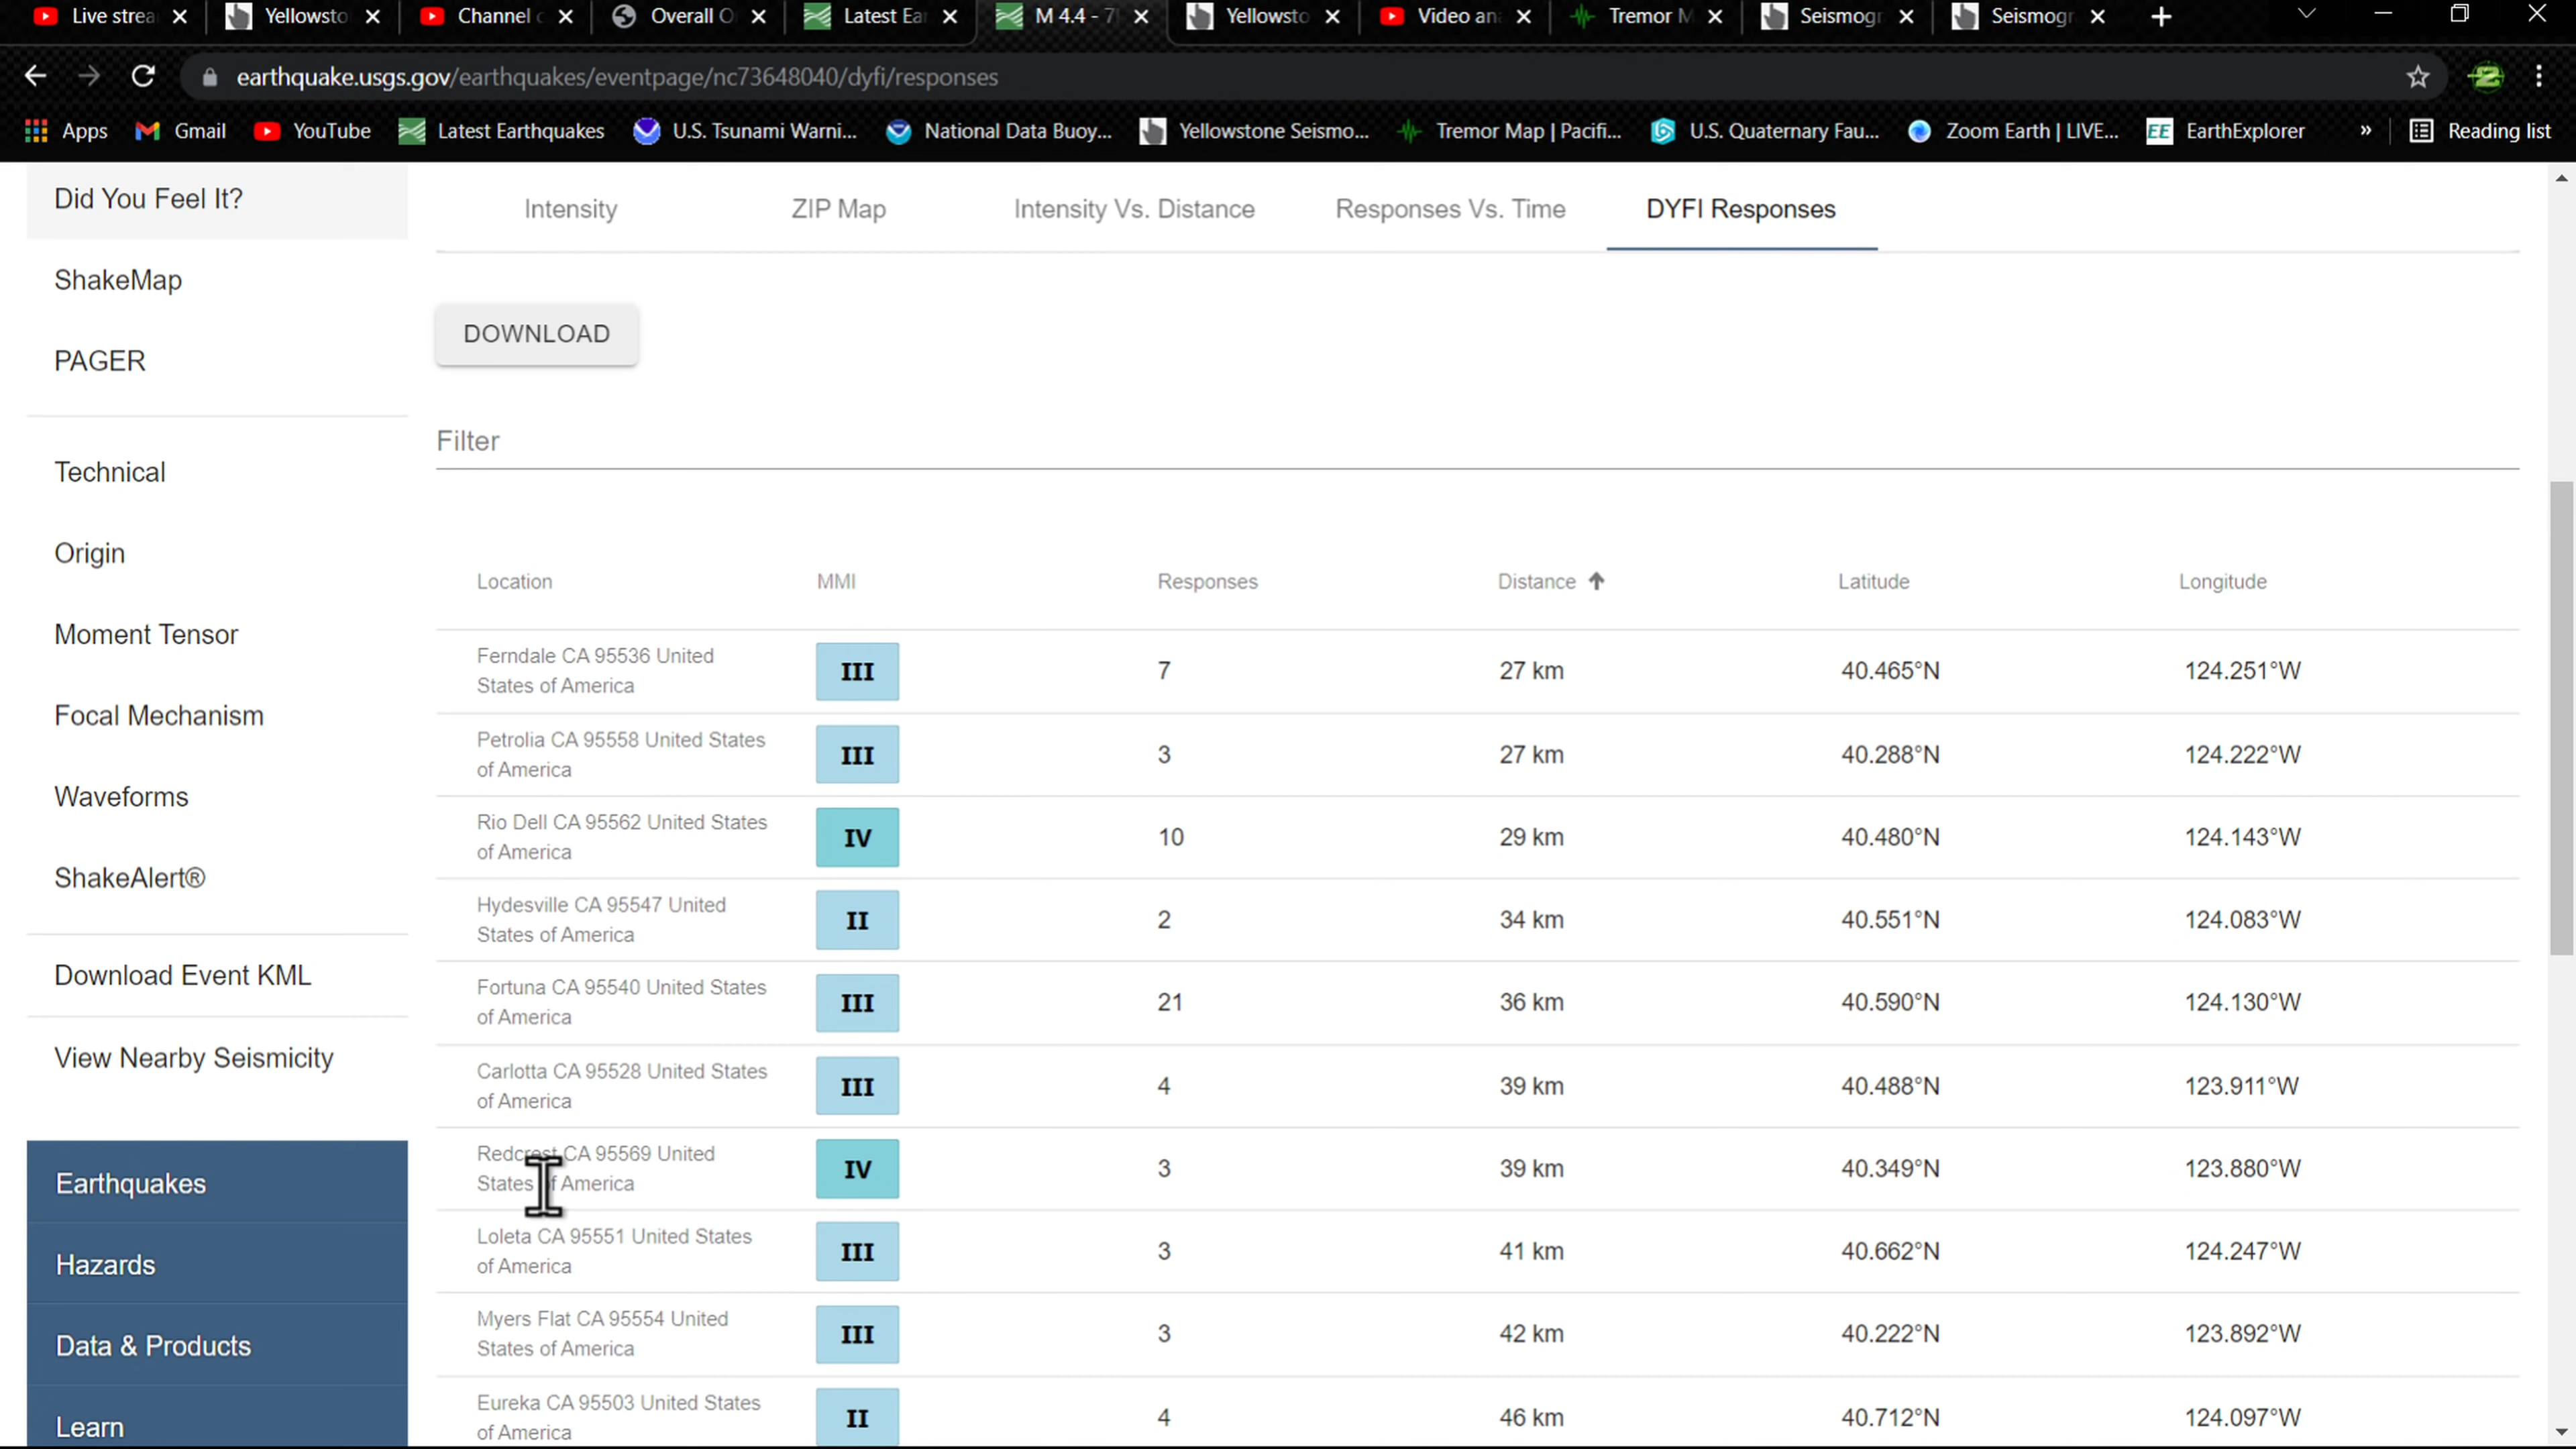 Live strea
Yellowsto
Channel
Overall O
Latest Ea
M 4.4 - 7
Yellowsto
Video an
Tremor M
Seismogr
Seismogr
earthquake.usgs.gov/earthquakes/eventpage/nc73648040/dyfi/responses
Apps
Gmail
YouTube
Latest Earthquakes
U.S. Tsunami Warni...
National Data Buoy...
Yellowstone Seismo...
Tremor Map | Pacifi...
U.S. Quaternary Fau...
Zoom Earth | LIVE...
EE EarthExplorer
»
Reading list
Did You Feel It?
ShakeMap
PAGER
Technical
Origin
Moment Tensor
Focal Mechanism
Waveforms
ShakeAlert®
Download Event KML
View Nearby Seismicity
Earthquakes
Hazards
Data & Products
Learn
Intensity ZIP Map Intensity Vs. Distance Responses Vs. Time DYFI Responses
DOWNLOAD
Filter
Location MMI Responses Distance Latitude Longitude
Ferndale CA 95536 United
States of America
III 7 27 km 40.465°N 124.251°W
Petrolia CA 95558 United States
of America
III 3 27 km 40.288°N 124.222°W
Rio Dell CA 95562 United States
of America
IV 10 29 km 40.480°N 124.143°W
Hydesville CA 95547 United
States of America
II 2 34 km 40.551°N 124.083°W
Fortuna CA 95540 United States
of America
III 21 36 km 40.590°N 124.130°W
Carlotta CA 95528 United States
of America
III 4 39 km 40.488°N 123.911°W
Redcrest CA 95569 United
States of America
IV 3 39 km 40.349°N 123.880°W
Loleta CA 95551 United States
of America
III 3 41 km 40.662°N 124.247°W
Myers Flat CA 95554 United
States of America
III 3 42 km 40.222°N 123.892°W
Eureka CA 95503 United States
of America
II 4 46 km 40.712°N 124.097°W